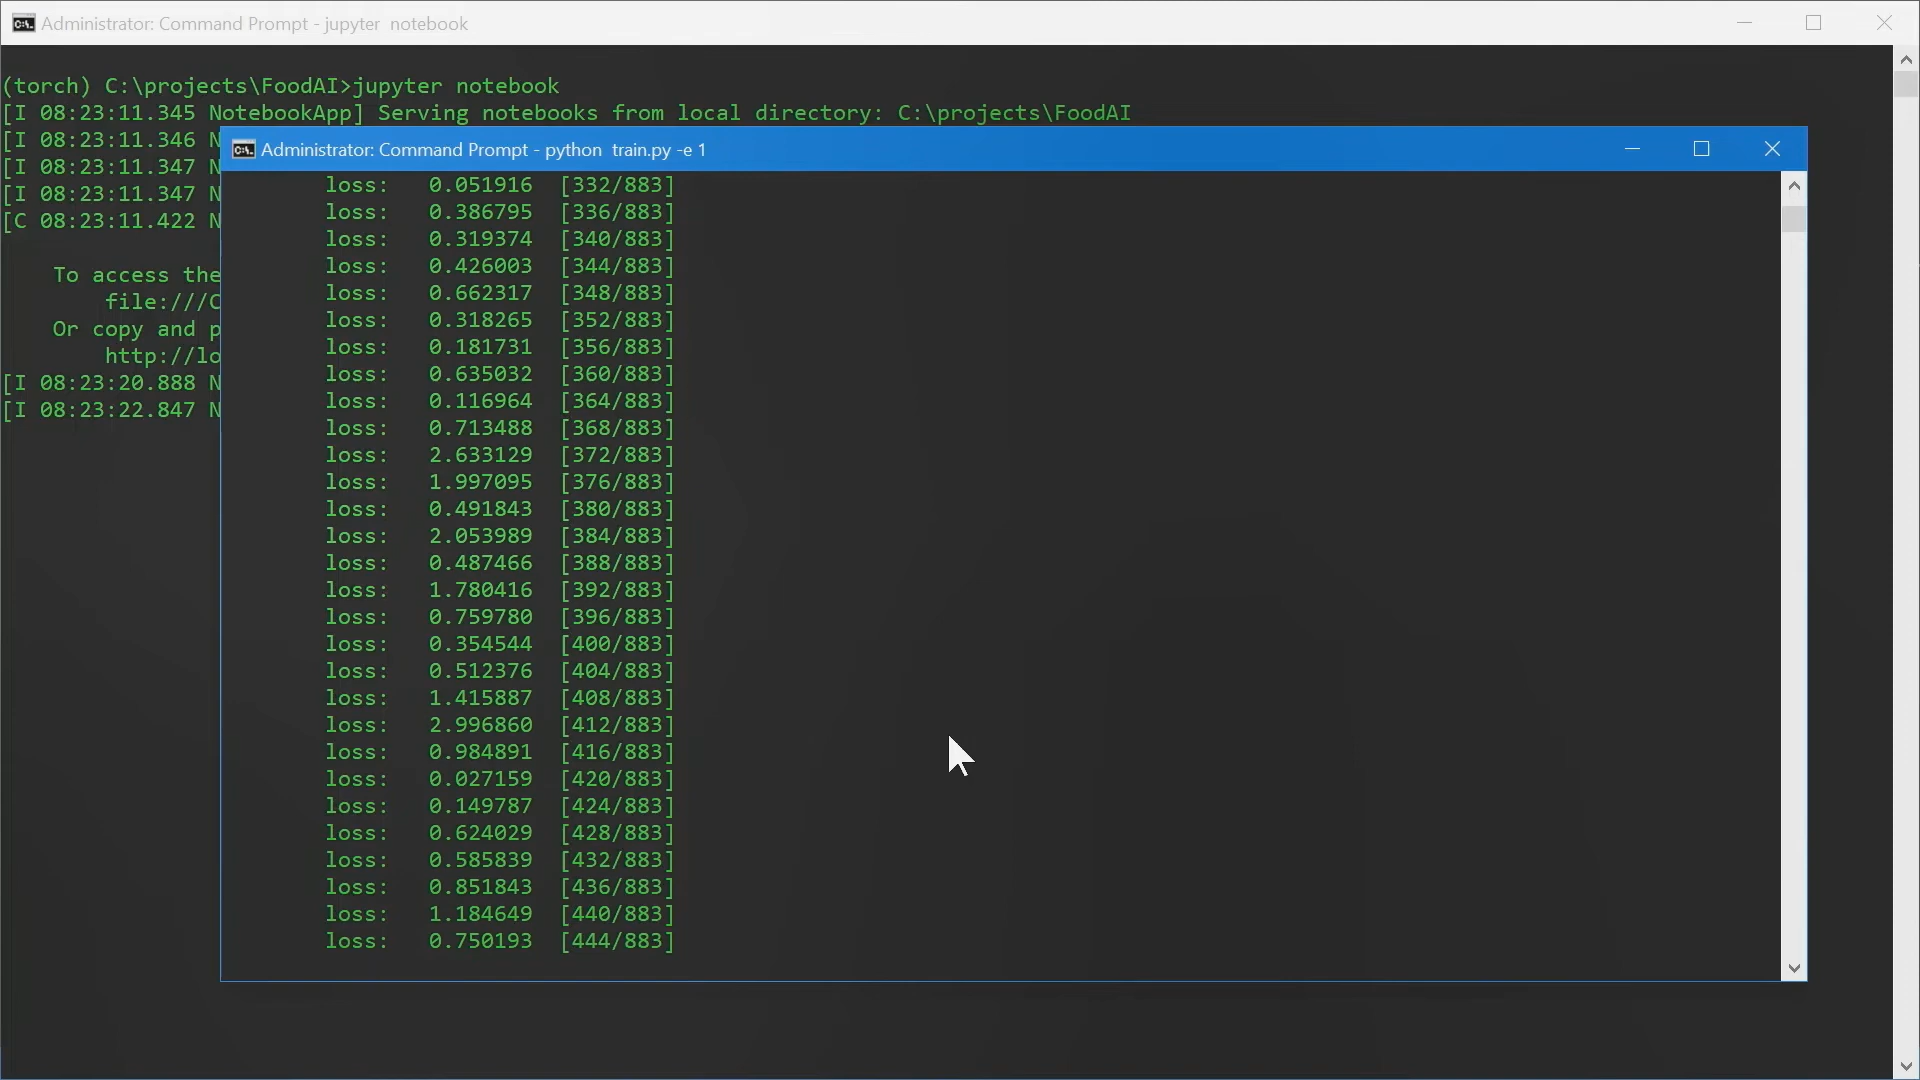 Administrator: Command Prompt - jupyter notebook
(torch) C:\projects\FoodAI>jupyter notebook
[I 08:23:11.345 NotebookApp] Serving notebooks from local directory: C:\projects\FoodAI
[I 08:23:11.346 N
[I 08:23:11.347 N
[I 08:23:11.347 N
[C 08:23:11.422 N
To access the
file:///C
Or copy and p
http://lo
[I 08:23:20.888 N
[I 08:23:22.847 N
Administrator: Command Prompt - python train.py -e 1
loss: 0.051916 [332/883]
loss: 0.386795 [336/883]
loss: 0.319374 [340/883]
loss: 0.426003 [344/883]
loss: 0.662317 [348/883]
loss: 0.318265 [352/883]
loss: 0.181731 [356/883]
loss: 0.635032 [360/883]
loss: 0.116964 [364/883]
loss: 0.713488 [368/883]
loss: 2.633129 [372/883]
loss: 1.997095 [376/883]
loss: 0.491843 [380/883]
loss: 2.053989 [384/883]
loss: 0.487466 [388/883]
loss: 1.780416 [392/883]
loss: 0.759780 [396/883]
loss: 0.354544 [400/883]
loss: 0.512376 [404/883]
loss: 1.415887 [408/883]
loss: 2.996860 [412/883]
loss: 0.984891 [416/883]
loss: 0.027159 [420/883]
loss: 0.149787 [424/883]
loss: 0.624029 [428/883]
loss: 0.585839 [432/883]
loss: 0.851843 [436/883]
loss: 1.184649 [440/883]
loss: 0.750193 [444/883]